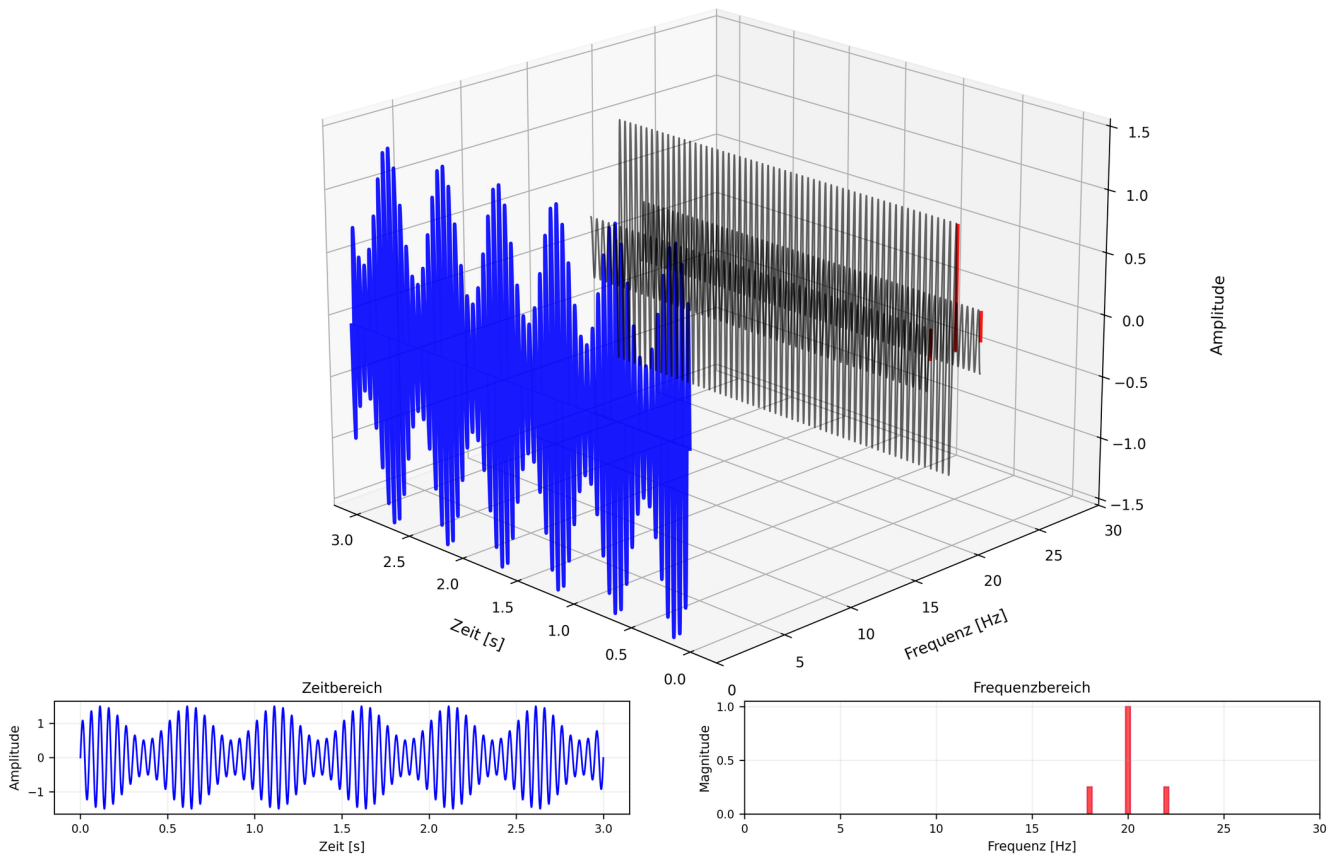 1.5
1.0
0.5
0.0
−0.5
−1.0
−1.5
Amplitude
3.0
2.5
2.0
1.5
1.0
0.5
0.0
Zeit [s]
0
5
10
15
20
25
30
Frequenz [Hz]
Zeitbereich
Amplitude
1
0
−1
0.0 0.5 1.0 1.5 2.0 2.5 3.0
Zeit [s]
Frequenzbereich
Magnitude
1.0
0.5
0.0
0 5 10 15 20 25 30
Frequenz [Hz]